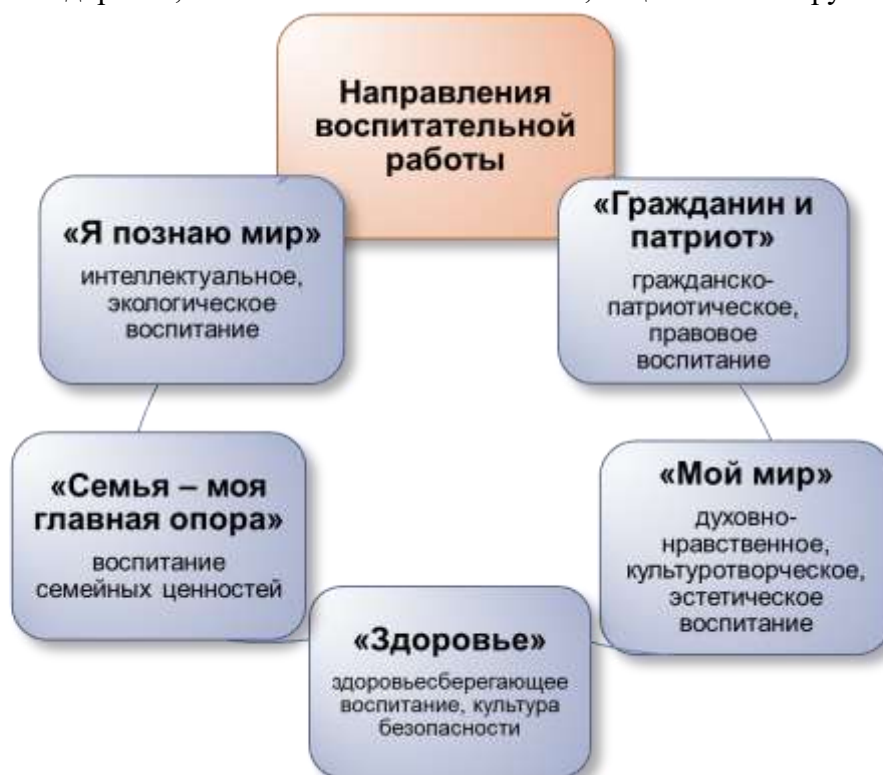 Направления
воспитательной
работы
«Гражданин и
патриот»
гражданско-
патриотическое,
правовое
воспитание
«Мой мир»
духовно-
нравственное,
культуротворческое,
эстетическое
воспитание
«Здоровье»
здоровьесберегающее
воспитание, культура
безопасности
«Семья – моя
главная опора»
воспитание
семейных ценностей
«Я познаю мир»
интеллектуальное,
экологическое
воспитание